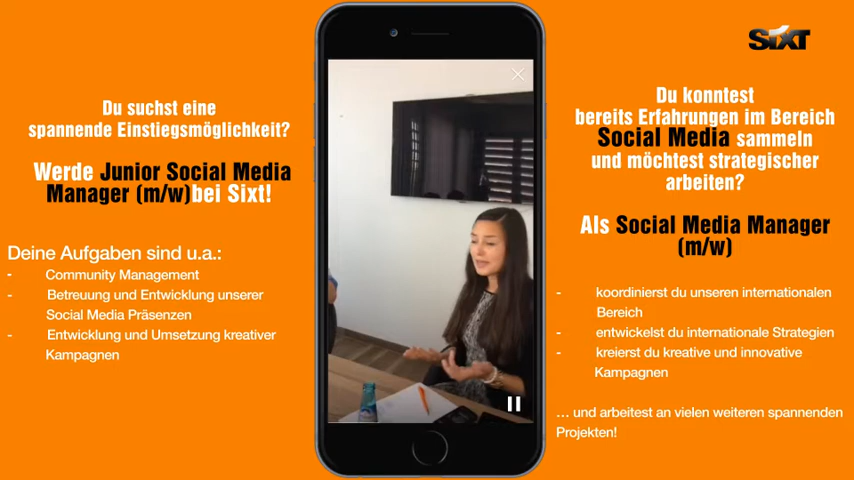 Du suchst eine
spannende Einstiegsmöglichkeit?
Werde Junior Social Media
Manager (m/w)bei Sixt!
Deine Aufgaben sind u.a.:
- Community Management
- Betreuung und Entwicklung unserer
Social Media Präsenzen
- Entwicklung und Umsetzung kreativer
Kampagnen
SIXT
Du konntest
bereits Erfahrungen im Bereich
Social Media sammeln
und möchtest strategischer
arbeiten?
Als Social Media Manager
(m/w)
- koordinierst du unseren internationalen
Bereich
- entwickelst du internationale Strategien
- kreierst du kreative und innovative
Kampagnen
… und arbeitest an vielen weiteren spannenden
Projekten!